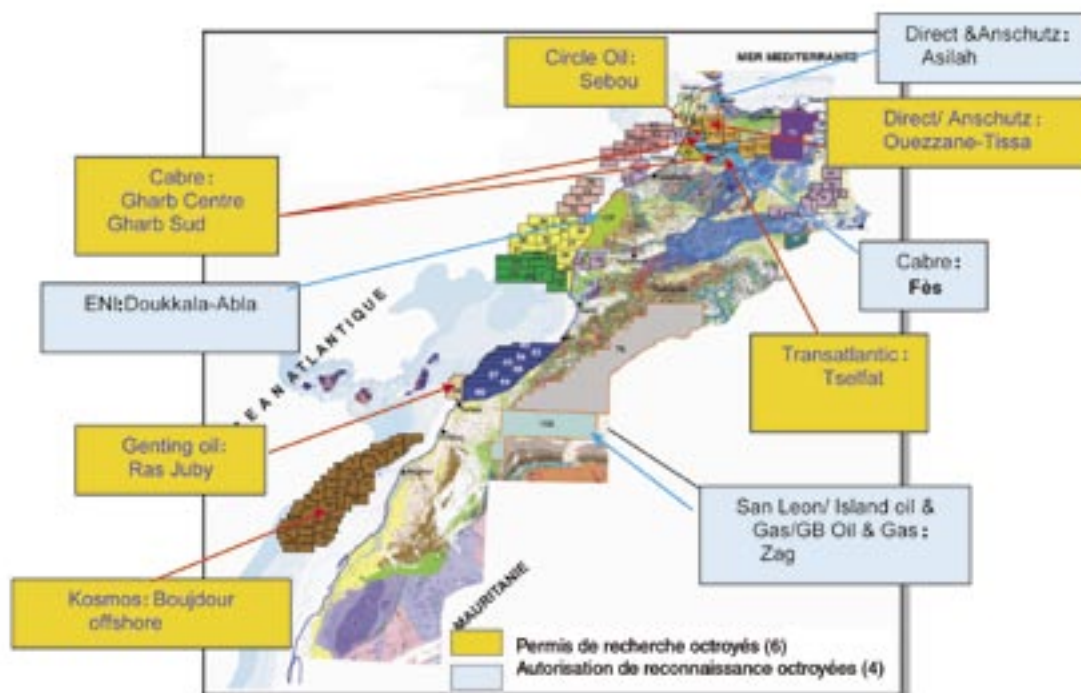 Circle Oil:
Sebou
MER MEDITERRANEE
Direct &Anschutz:
Asilah
Direct/ Anschutz :
Ouezzane-Tissa
Cabre :
Gharb Centre
Gharb Sud
Cabre :
Fès
ENI:Doukkala-Abla
Transatlantic :
Tselfat
EAN ATLANTIQUE
Genting oil:
Ras Juby
San Leon/ Island oil &
Gas/GB Oil & Gas :
Zag
Kosmos: Boujdour
offshore
MAURITANIE
Permis de recherche octroyés (6)
Autorisation de reconnaissance octroyées (4)